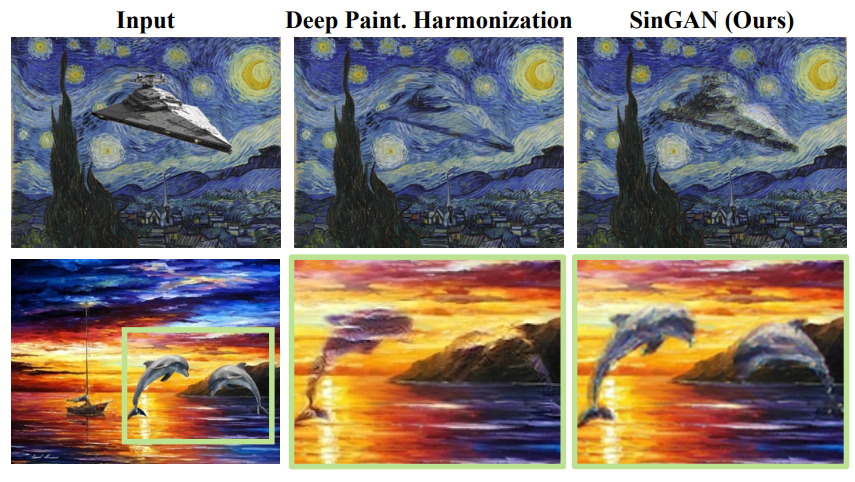 Input
Deep Paint. Harmonization
SinGAN (Ours)